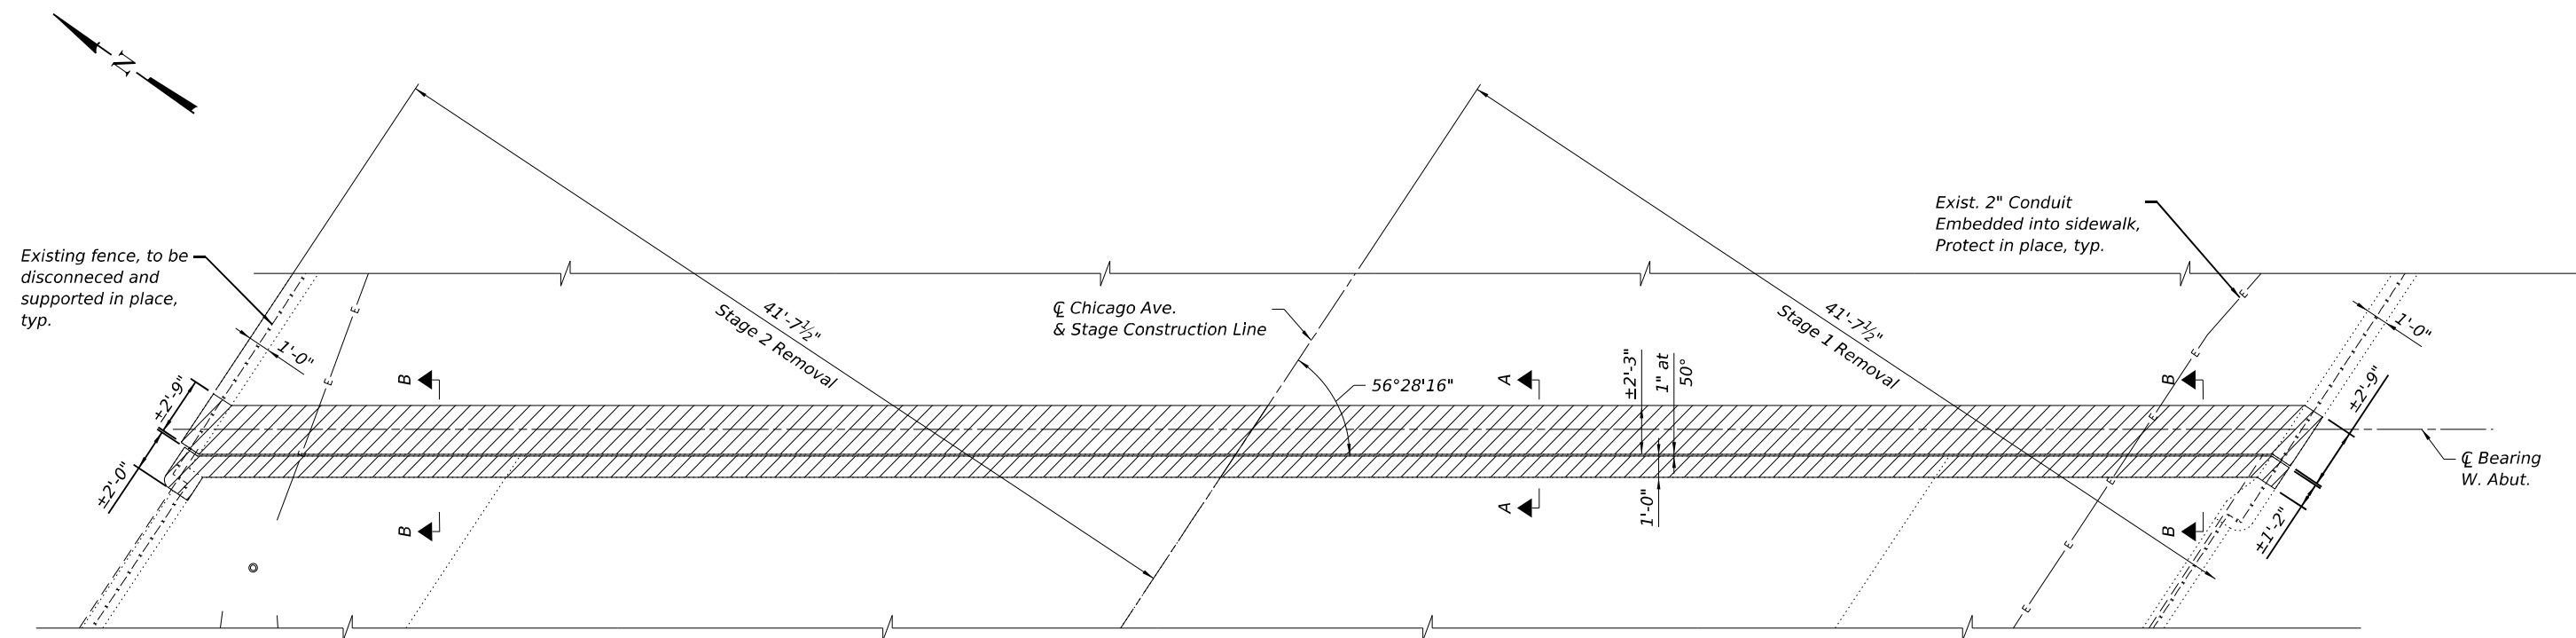 N
Existing fence, to be
disconneced and
supported in place,
typ.
1'-0"
±2'-9"
±2'-0"
E
E
E
B
B
41'-7½"
Stage 2 Removal
℄ Chicago Ave.
& Stage Construction Line
56°28'16"
A
A
±2'-3"
1" at
50°
1'-0"
41'-7½"
Stage 1 Removal
Exist. 2" Conduit
Embedded into sidewalk,
Protect in place, typ.
E
E
E
E
E
E
B
B
1'-0"
±2'-9"
±1'-2"
℄ Bearing
W. Abut.